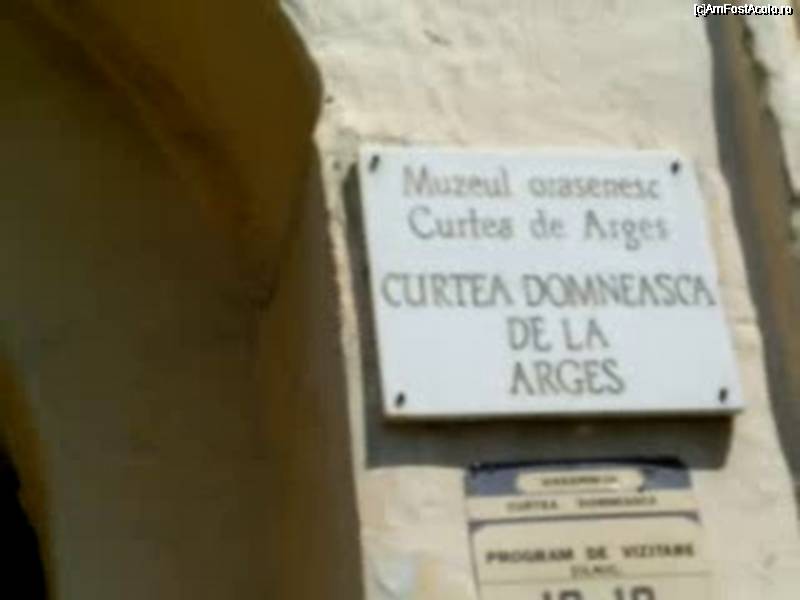 (c)AmFostAcolo.ro
Muzeul orasenesc
Curtea de Arges
CURTEA DOMNEASCA
DE LA
ARGES
CURTEA DOMNEASCA
PROGRAM DE VIZITARE